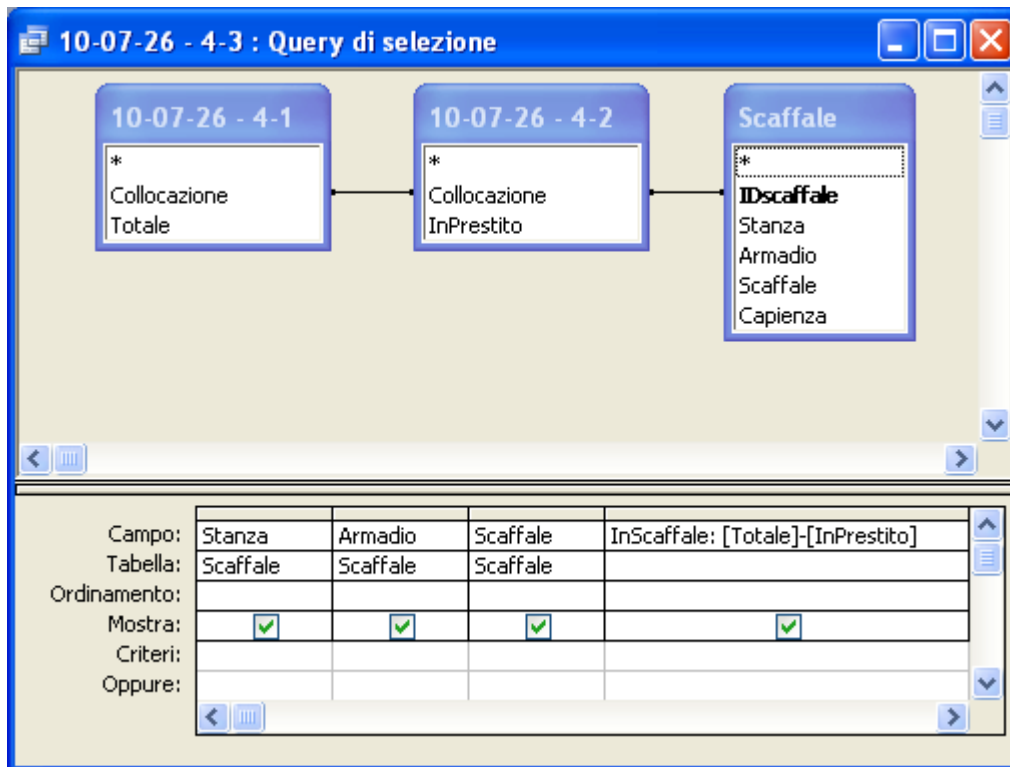 10-07-26 - 4-3 : Query di selezione
10-07-26 - 4-1
*
Collocazione
Totale
10-07-26 - 4-2
*
Collocazione
InPrestito
Scaffale
*
IDscaffale
Stanza
Armadio
Scaffale
Capienza
Campo: Stanza Armadio Scaffale InScaffale: [Totale]-[InPrestito]
Tabella: Scaffale Scaffale Scaffale
Ordinamento:
Mostra:
Criteri:
Oppure: